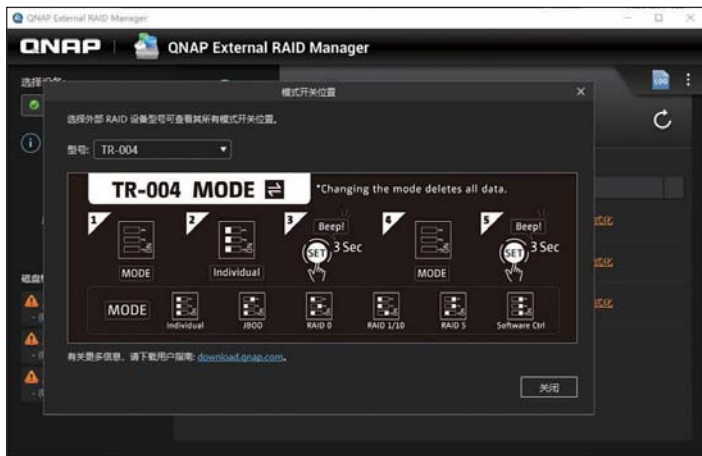 QNAP External RAID Manager
QNAP QNAP External RAID Manager
LOG
模式开关位置
选择外部 RAID 设备型号可查看其所有模式开关位置。
型号: TR-004
TR-004 MODE *Changing the mode deletes all data.
1 2 3 Beep! 4 5 Beep!
SET 3 Sec SET 3 Sec
MODE Individual MODE
MODE
Individual JBOD RAID 0 RAID 1/10 RAID 5 Software Ctrl
有关更多信息，请下载用户指南: download.qnap.com。
关闭